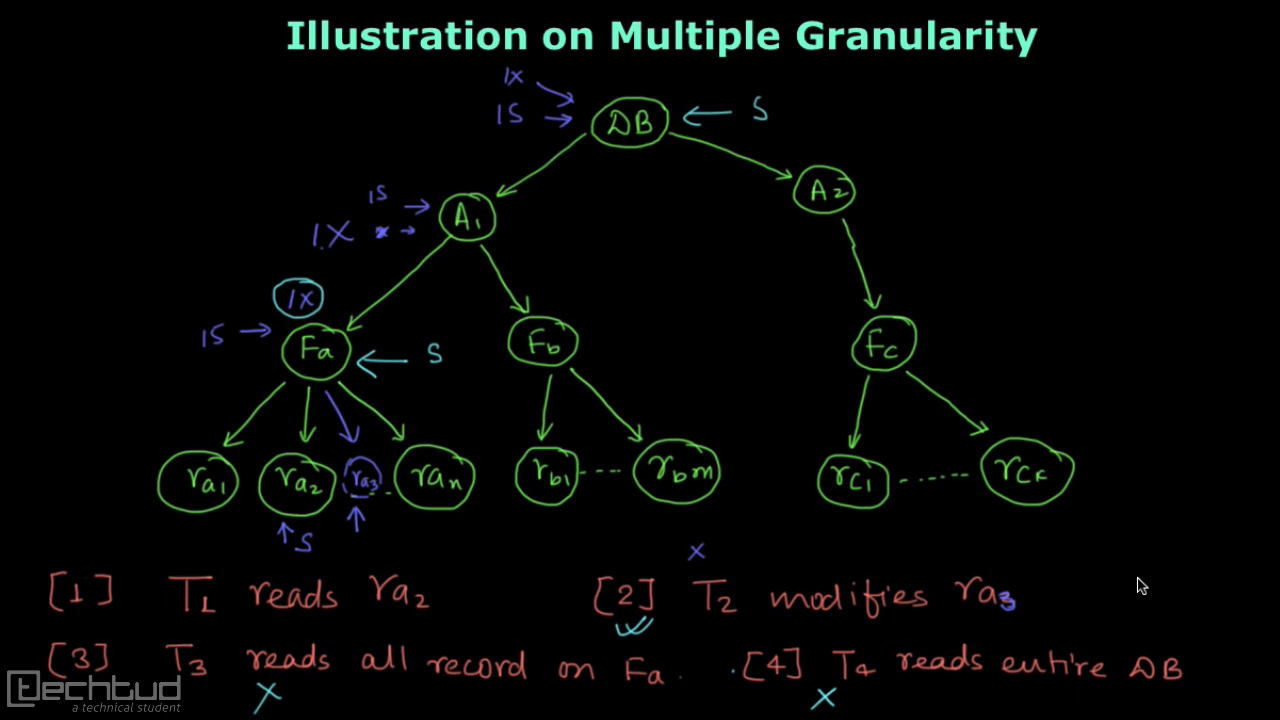 Illustration on Multiple Granularity
IX
IS
DB
S
IS
A1
A2
IX
IX
IS
Fa
S
Fb
Fc
ra1
ra2
ra3
ran
rb1
rbm
rc1
rck
S
X
[1] T1 reads ra2
[2] T2 modifies ra3
[3] T3 reads all record on Fa.
[4] T4 reads entire DB
techtud
a technical student